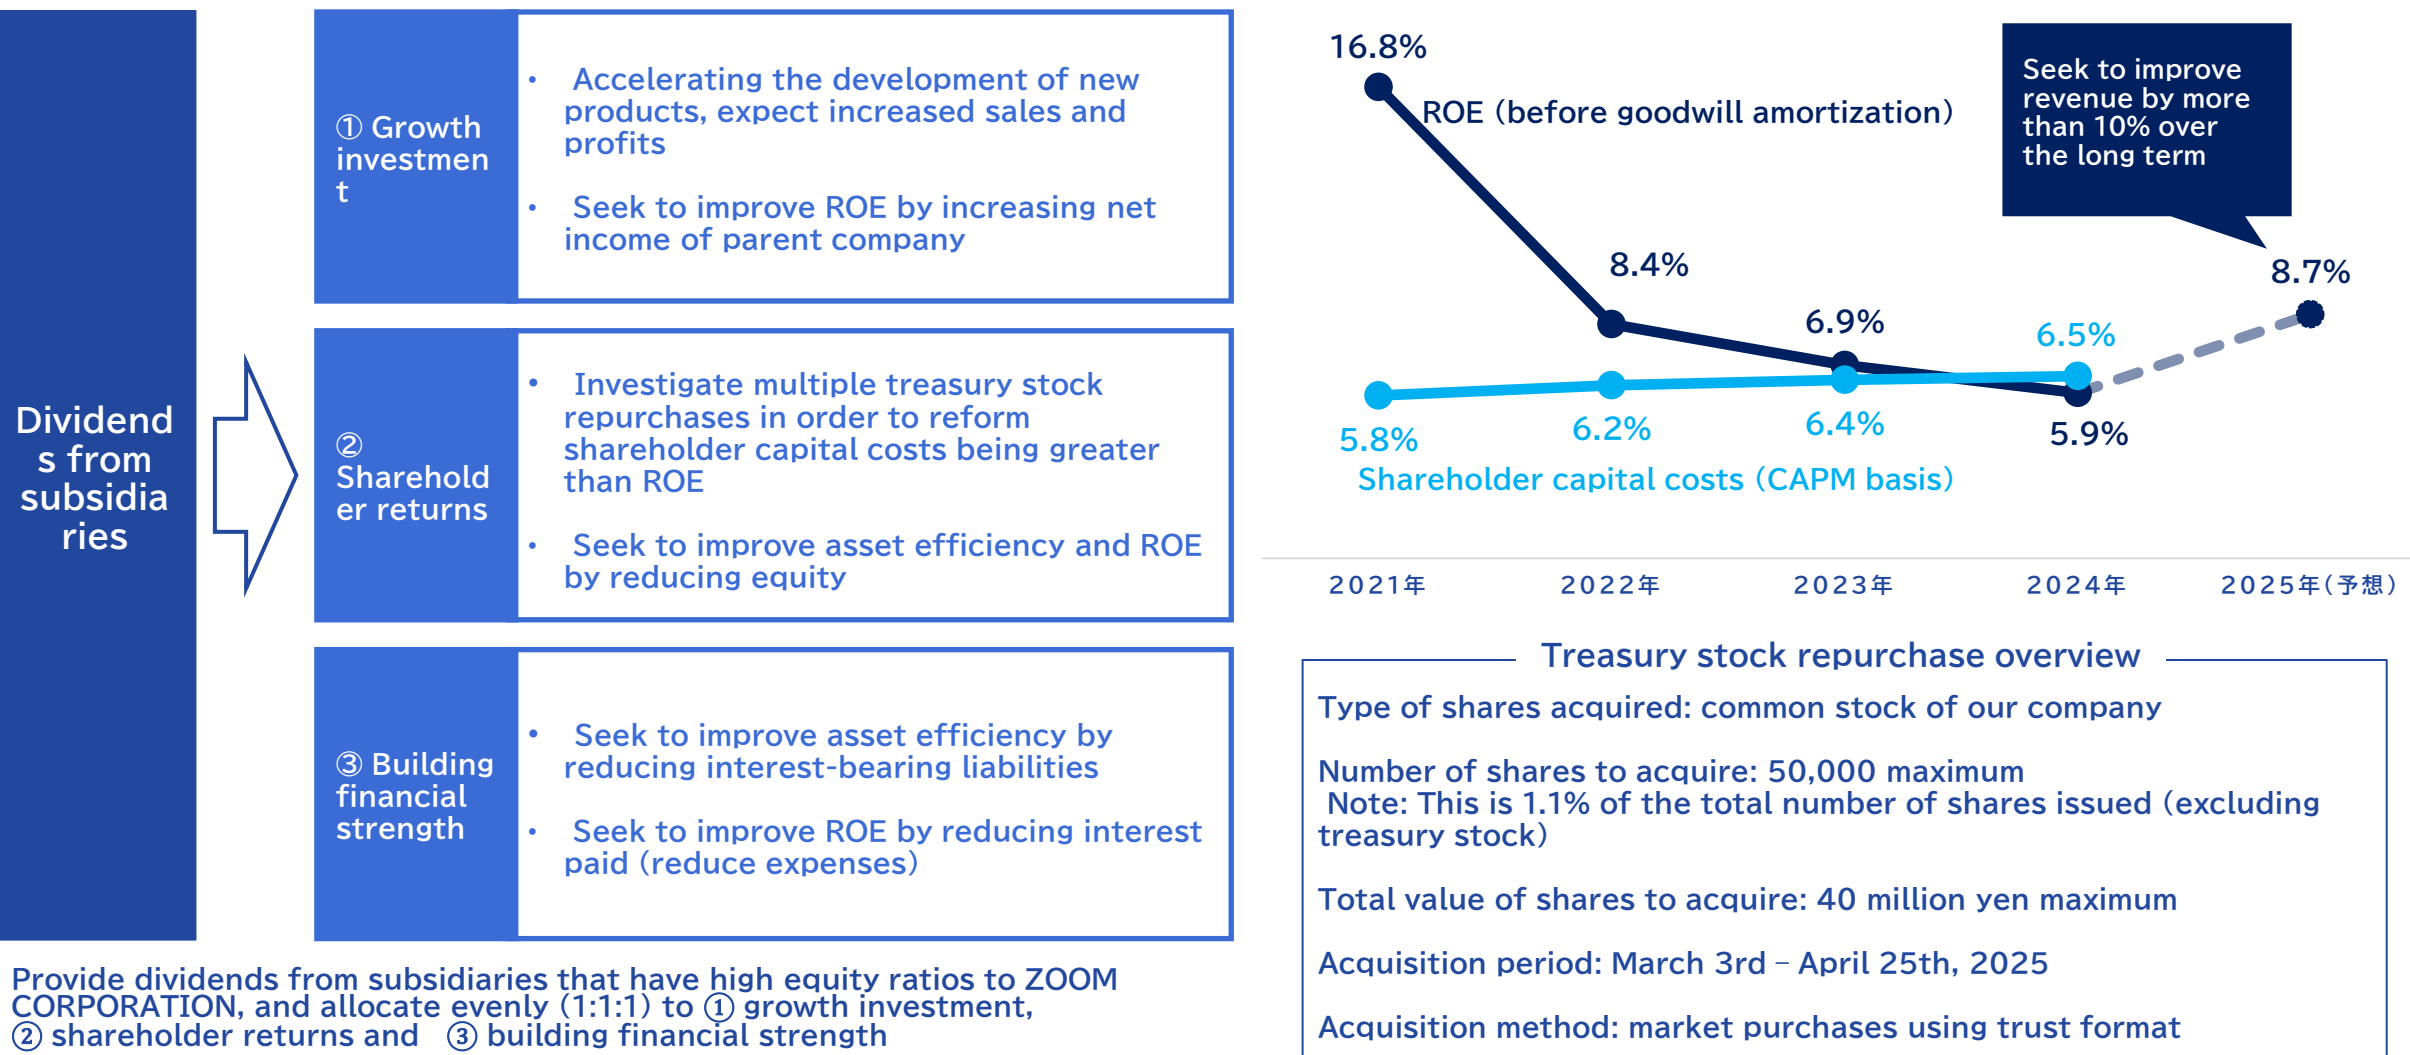 Dividend
s from
subsidia
ries
① Growth
investmen
t
• Accelerating the development of new
products, expect increased sales and
profits
• Seek to improve ROE by increasing net
income of parent company
②
Sharehold
er returns
• Investigate multiple treasury stock
repurchases in order to reform
shareholder capital costs being greater
than ROE
• Seek to improve asset efficiency and ROE
by reducing equity
③ Building
financial
strength
• Seek to improve asset efficiency by
reducing interest-bearing liabilities
• Seek to improve ROE by reducing interest
paid (reduce expenses)
Provide dividends from subsidiaries that have high equity ratios to ZOOM
CORPORATION, and allocate evenly (1:1:1) to ① growth investment,
② shareholder returns and ③ building financial strength
16.8%
ROE (before goodwill amortization)
Seek to improve
revenue by more
than 10% over
the long term
8.4%
6.9%
6.5%
8.7%
5.8%
6.2%
6.4%
5.9%
Shareholder capital costs (CAPM basis)
2021年
2022年
2023年
2024年
2025年(予想)
Treasury stock repurchase overview
Type of shares acquired: common stock of our company
Number of shares to acquire: 50,000 maximum
Note: This is 1.1% of the total number of shares issued (excluding
treasury stock)
Total value of shares to acquire: 40 million yen maximum
Acquisition period: March 3rd – April 25th, 2025
Acquisition method: market purchases using trust format